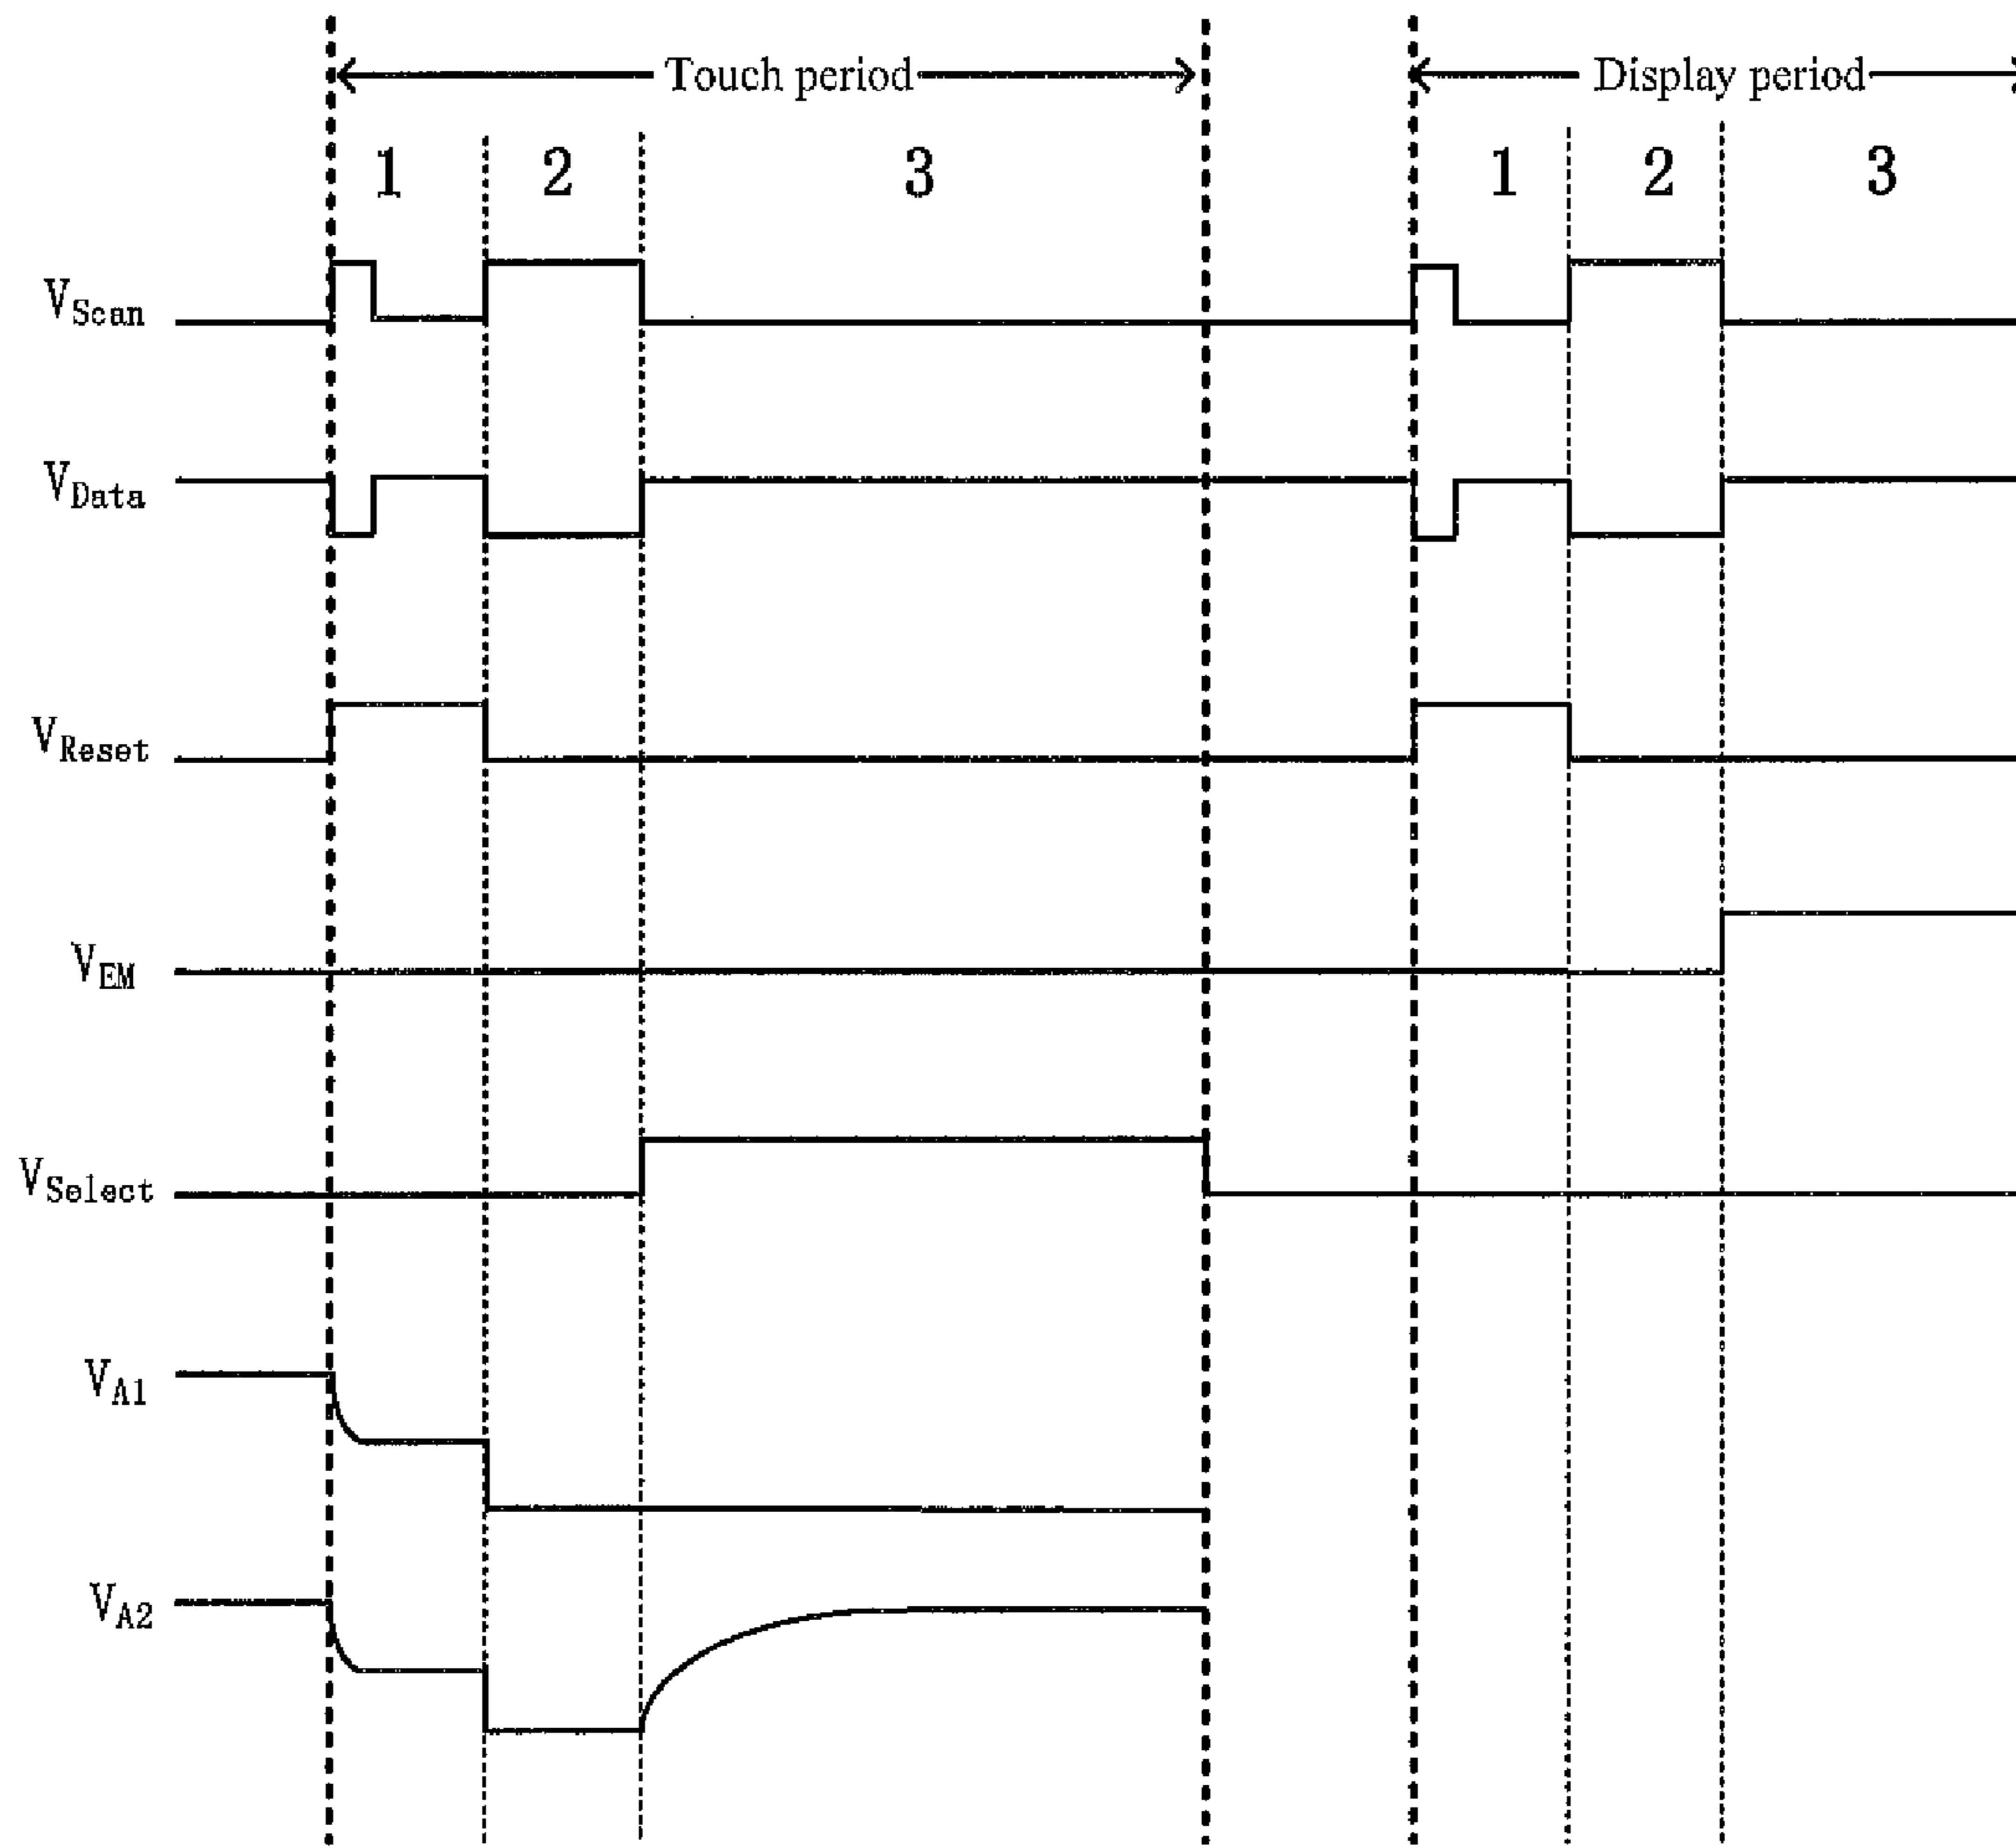 Touch period Display period
1 2 3 1 2 3
VScan
VData
VReset
VEM
VSelect
VA1
VA2